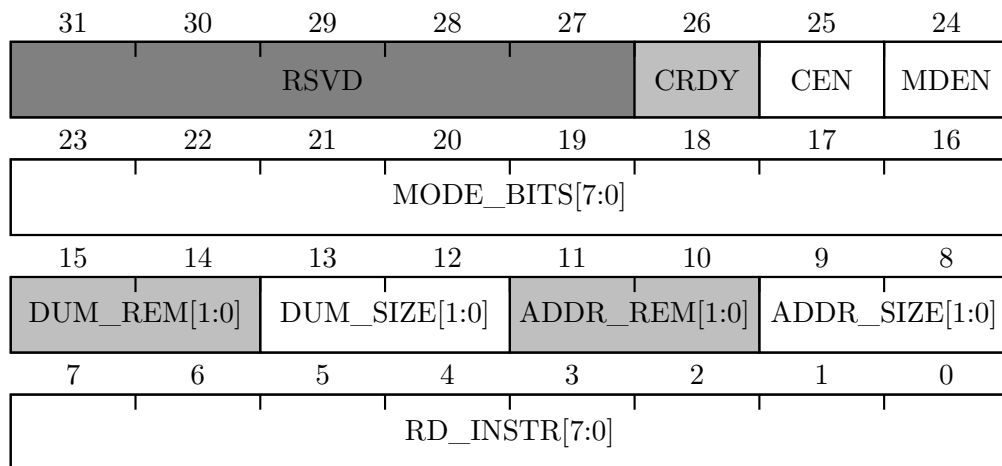 31 30 29 28 27 26 25 24
RSVD CRDY CEN MDEN
23 22 21 20 19 18 17 16
MODE_BITS[7:0]
15 14 13 12 11 10 9 8
DUM_REM[1:0] DUM_SIZE[1:0] ADDR_REM[1:0] ADDR_SIZE[1:0]
7 6 5 4 3 2 1 0
RD_INSTR[7:0]